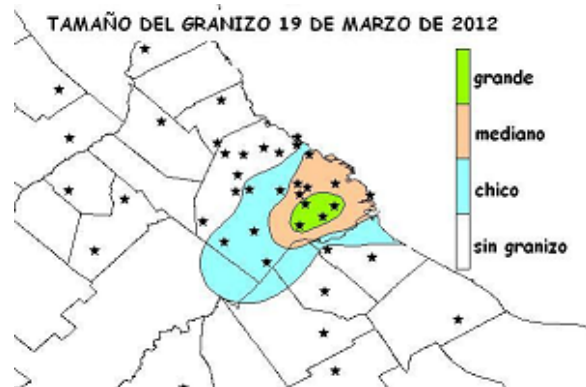 TAMAÑO DEL GRANIZO 19 DE MARZO DE 2012
grande
mediano
chico
sin granizo